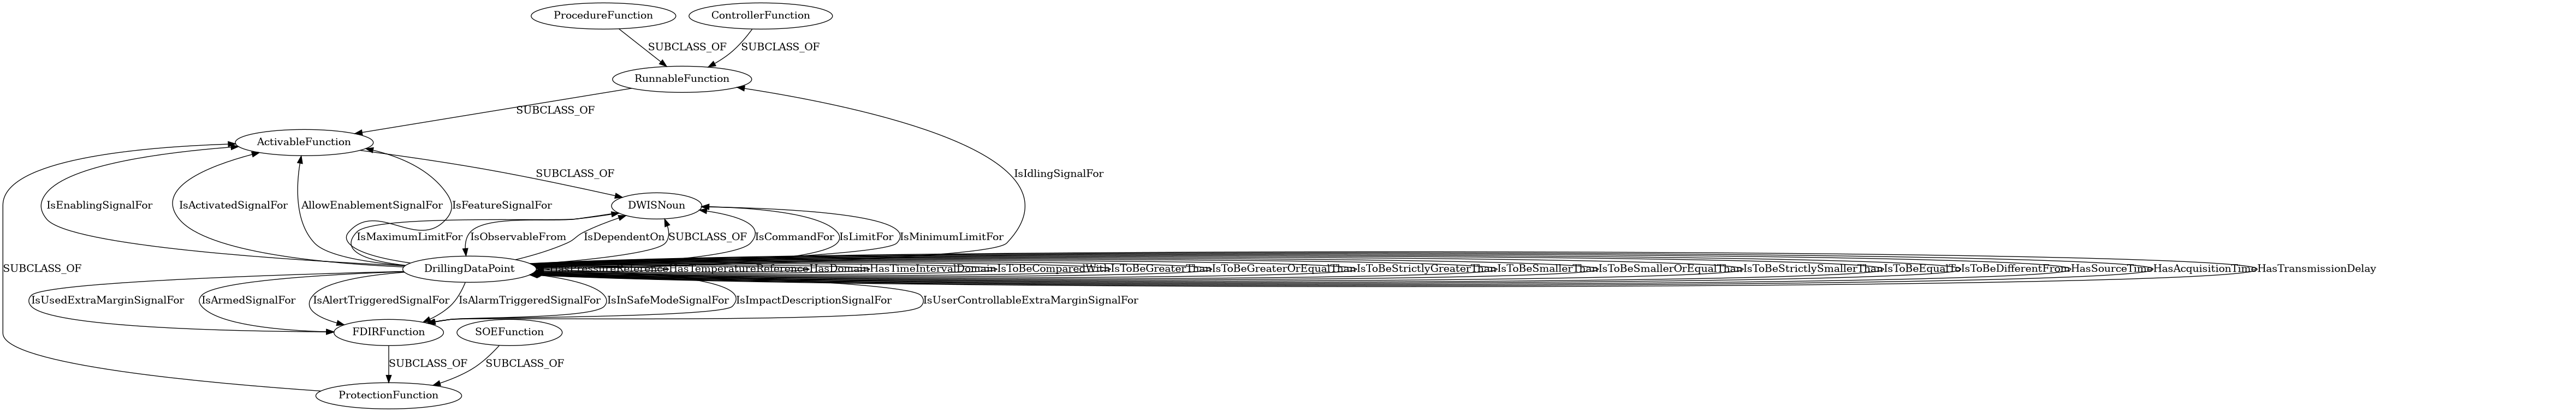 ProcedureFunction
ControllerFunction
SUBCLASS_OF
SUBCLASS_OF
RunnableFunction
SUBCLASS_OF
ActivableFunction
SUBCLASS_OF
IsIdlingSignalFor
IsEnablingSignalFor
IsActivatedSignalFor
AllowEnablementSignalFor
IsFeatureSignalFor
DWISNoun
IsMaximumLimitFor
IsObservableFrom
IsDependentOn
SUBCLASS_OF
IsCommandFor
IsLimitFor
IsMinimumLimitFor
SUBCLASS_OF
DrillingDataPoint
HasPressureReference
HasTemperatureReference
HasDomain
HasTimeIntervalDomain
IsToBeComparedWith
IsToBeGreaterThan
IsToBeGreaterOrEqualThan
IsToBeStrictlyGreaterThan
IsToBeSmallerThan
IsToBeSmallerOrEqualThan
IsToBeStrictlySmallerThan
IsToBeEqualTo
IsToBeDifferentFrom
HasSourceTime
HasAcquisitionTime
HasTransmissionDelay
IsUsedExtraMarginSignalFor
IsArmedSignalFor
IsAlertTriggeredSignalFor
IsAlarmTriggeredSignalFor
IsInSafeModeSignalFor
IsImpactDescriptionSignalFor
IsUserControllableExtraMarginSignalFor
FDIRFunction
SOEFunction
SUBCLASS_OF
SUBCLASS_OF
ProtectionFunction